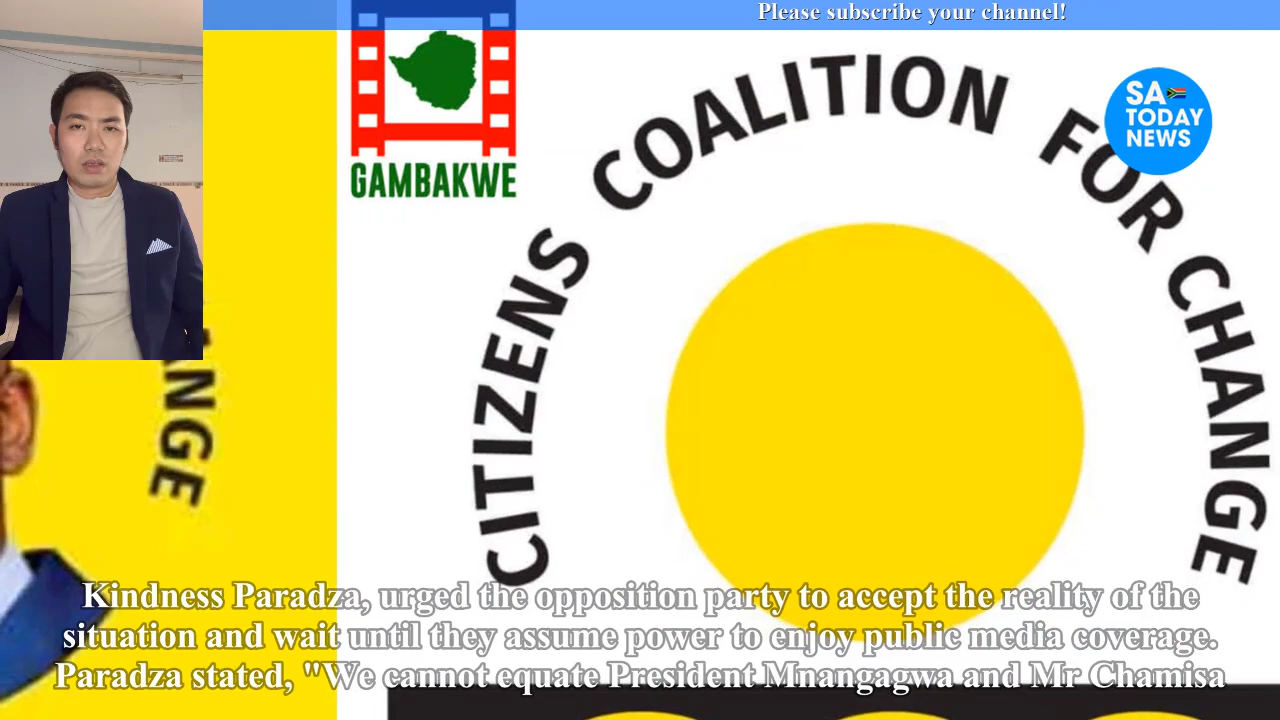 Please subscribe your channel!
GAMBAKWE
SA
TODAY
NEWS
CITIZENS COALITION FOR CHANGE
ANGE
Kindness Paradza, urged the opposition party to accept the reality of the
situation and wait until they assume power to enjoy public media coverage.
Paradza stated, "We cannot equate President Mnangagwa and Mr Chamisa